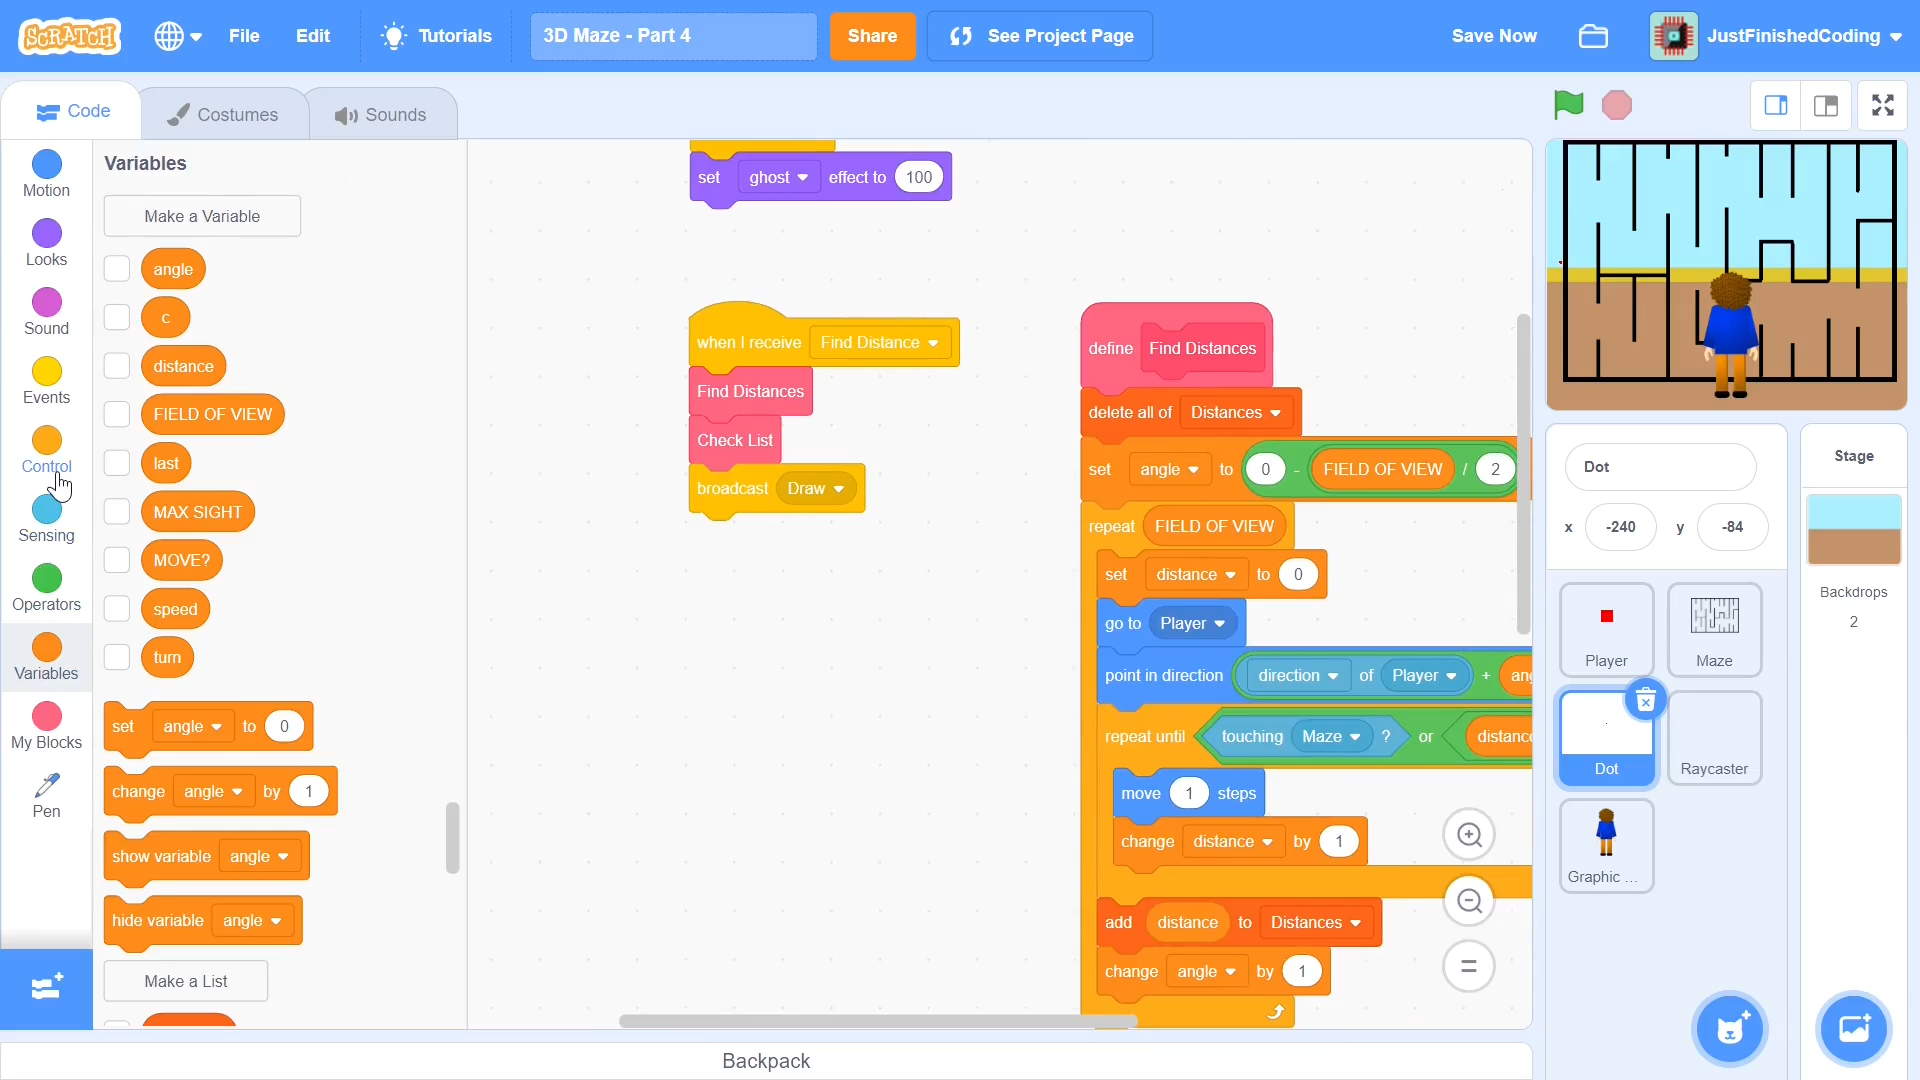 SCRATCH
File
Edit
Tutorials
3D Maze - Part 4
Share
See Project Page
Save Now
JustFinishedCoding
Code
Costumes
Sounds
Motion
Looks
Sound
Events
Control
Sensing
Operators
Variables
My Blocks
Pen
Variables
Make a Variable
angle
c
distance
FIELD OF VIEW
last
MAX SIGHT
MOVE?
speed
turn
set angle to 0
change angle by 1
show variable angle
hide variable angle
Make a List
set ghost effect to 100
when I receive Find Distance
Find Distances
Check List
broadcast Draw
define Find Distances
delete all of Distances
set angle to 0 - FIELD OF VIEW / 2
repeat FIELD OF VIEW
set distance to 0
go to Player
point in direction direction of Player +
repeat until touching Maze ? or distance
move 1 steps
change distance by 1
add distance to Distances
change angle by 1
Dot
x -240 y -84
Player
Maze
Dot
Raycaster
Graphic ...
Stage
Backdrops
2
Backpack